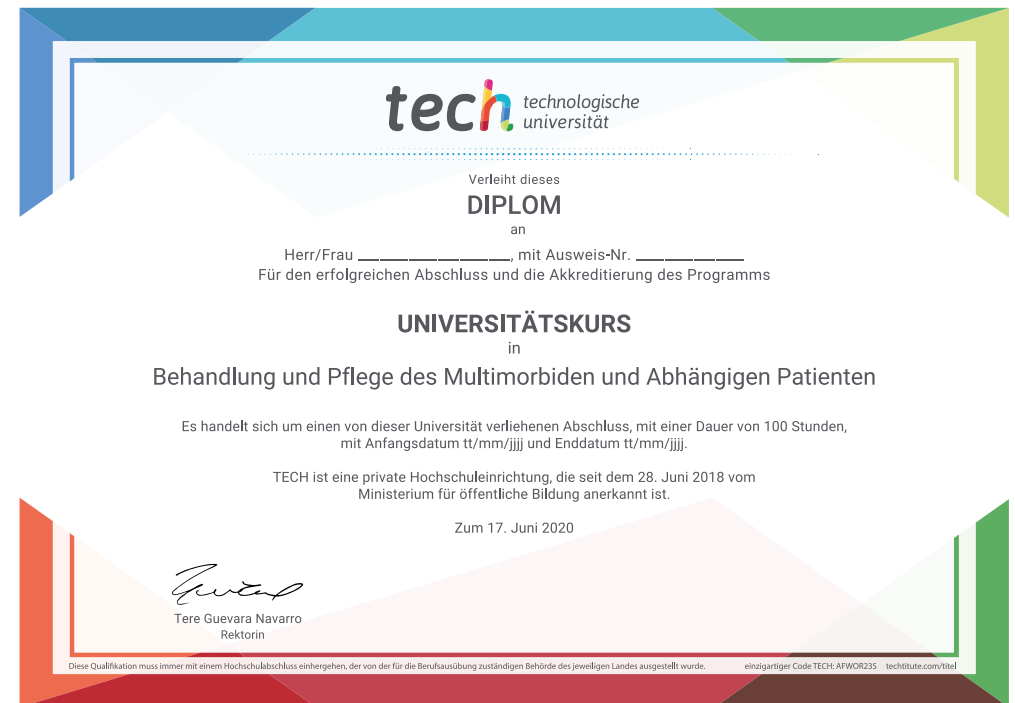 tech technologische
universität
Verleiht dieses
DIPLOM
an
Herr/Frau ____________, mit Ausweis-Nr. _________
Für den erfolgreichen Abschluss und die Akkreditierung des Programms
UNIVERSITÄTSKURS
in
Behandlung und Pflege des Multimorbiden und Abhängigen Patienten
Es handelt sich um einen von dieser Universität verliehenen Abschluss, mit einer Dauer von 100 Stunden,
mit Anfangsdatum tt/mm/jjjj und Enddatum tt/mm/jjjj.
TECH ist eine private Hochschuleinrichtung, die seit dem 28. Juni 2018 vom
Ministerium für öffentliche Bildung anerkannt ist.
Zum 17. Juni 2020
Tere Guevara Navarro
Rektorin
Diese Qualifikation muss immer mit einem Hochschulabschluss einhergehen, der von der für die Berufsausübung zuständigen Behörde des jeweiligen Landes ausgestellt wurde. einzigartiger Code TECH: AFWOR23S techtitute.com/titel